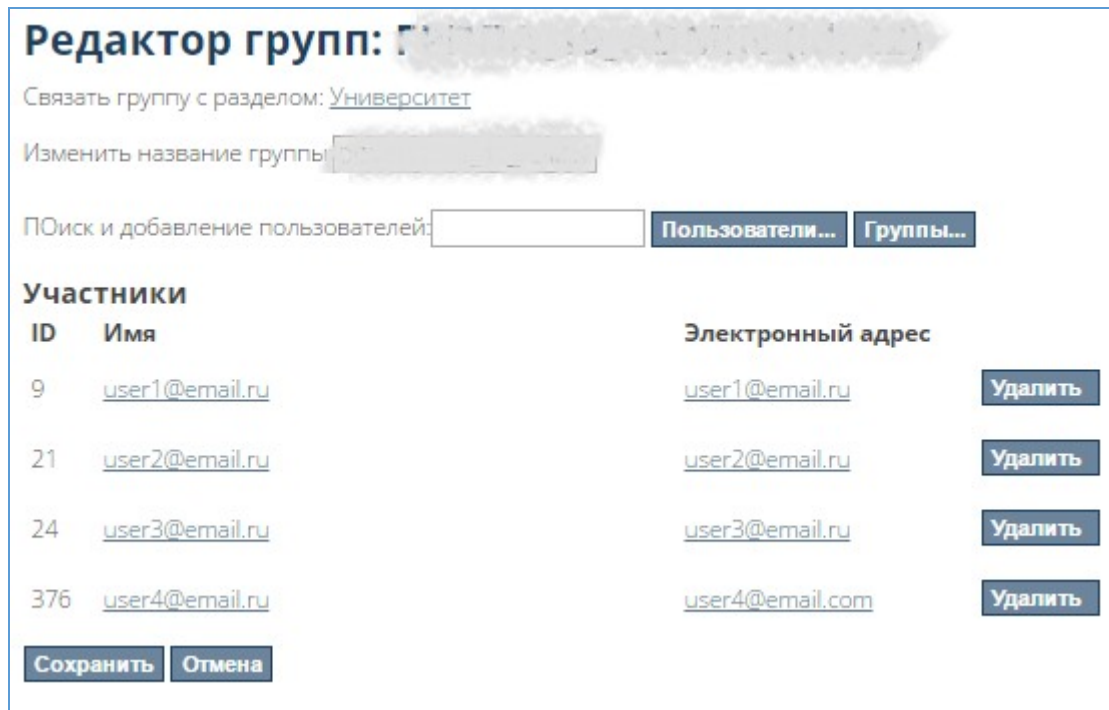 Редактор групп:
Связать группу с разделом: Университет
Изменить название группы
ПОиск и добавление пользователей: Пользователи... Группы...
Участники
ID Имя Электронный адрес
9 user1@email.ru user1@email.ru Удалить
21 user2@email.ru user2@email.ru Удалить
24 user3@email.ru user3@email.ru Удалить
376 user4@email.ru user4@email.com Удалить
Сохранить Отмена